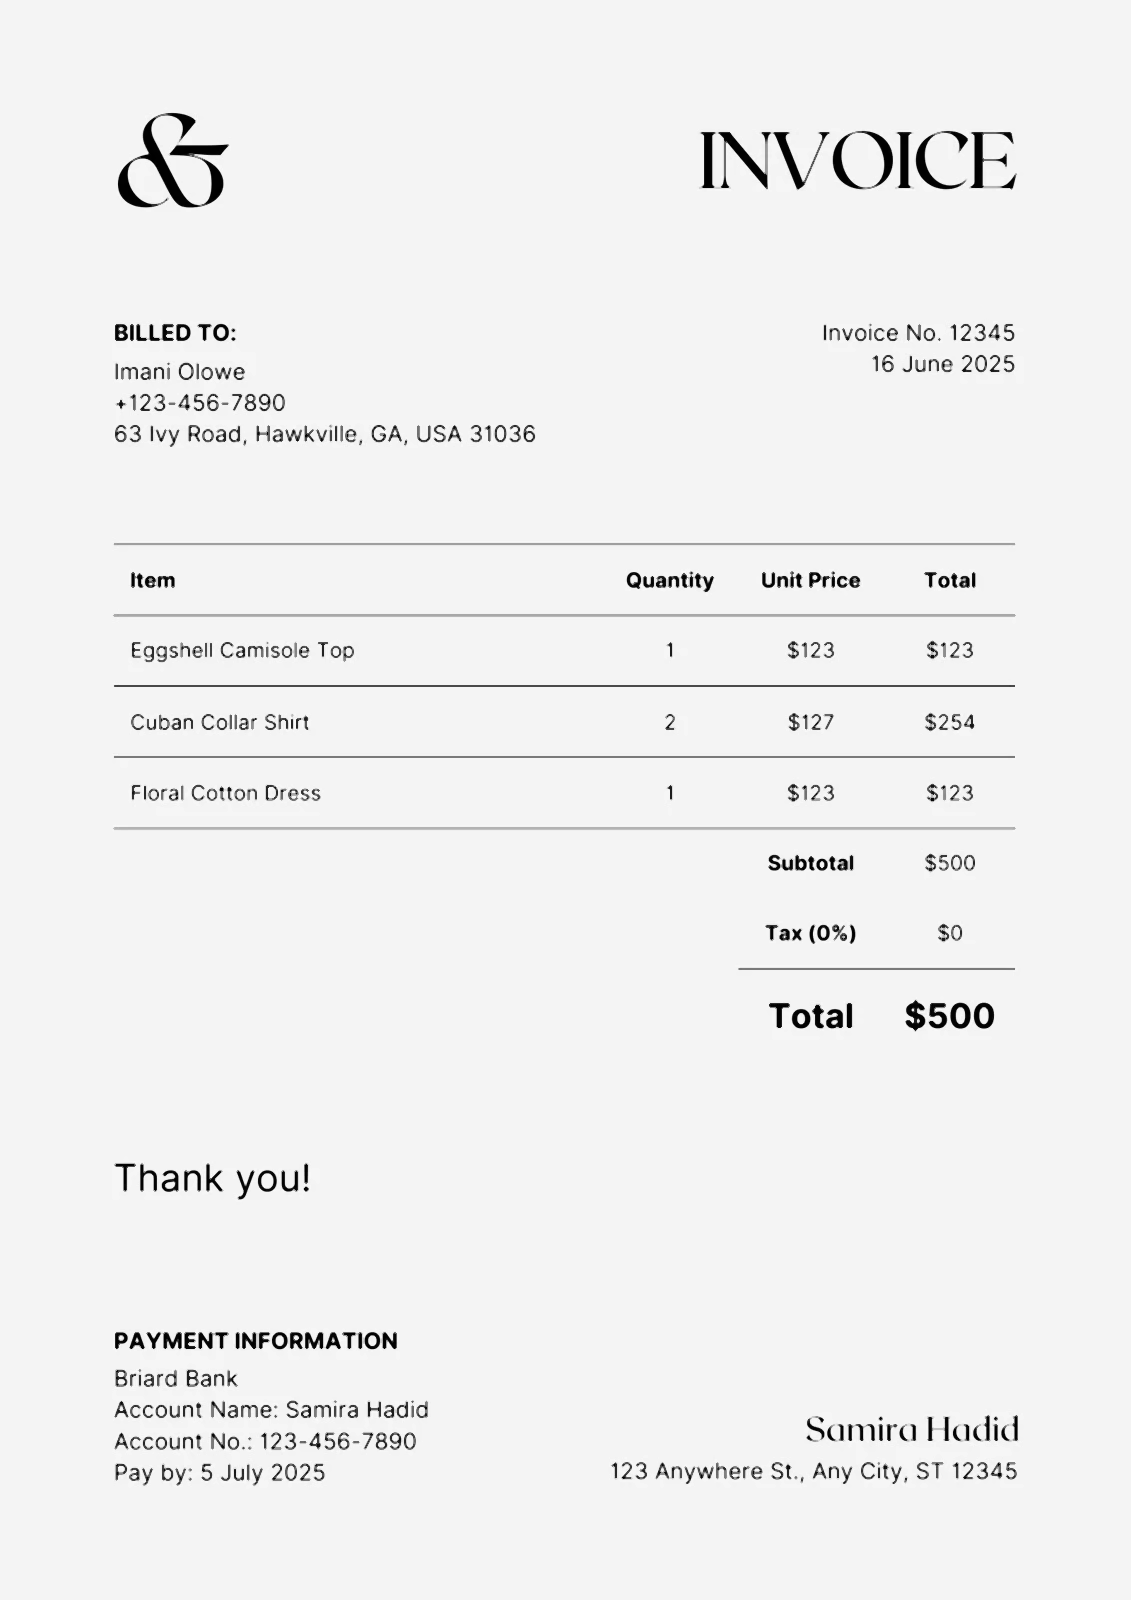 &
INVOICE
BILLED TO:
Imani Olowe
+123-456-7890
63 Ivy Road, Hawkville, GA, USA 31036
Invoice No. 12345
16 June 2025
Item Quantity Unit Price Total
Eggshell Camisole Top 1 $123 $123
Cuban Collar Shirt 2 $127 $254
Floral Cotton Dress 1 $123 $123
Subtotal $500
Tax (0%) $0
Total $500
Thank you!
PAYMENT INFORMATION
Briard Bank
Account Name: Samira Hadid
Account No.: 123-456-7890
Pay by: 5 July 2025
Samira Hadid
123 Anywhere St., Any City, ST 12345